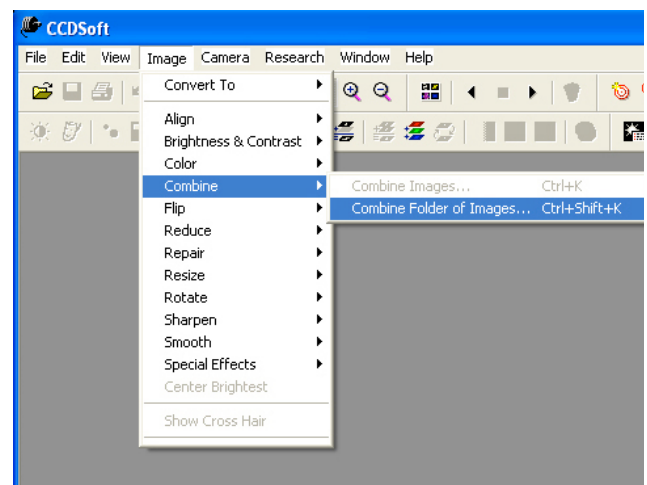 CCDSoft
File Edit View Image Camera Research Window Help
Convert To
Align
Brightness & Contrast
Color
Combine
Combine Images... Ctrl+K
Flip
Combine Folder of Images... Ctrl+Shift+K
Reduce
Repair
Resize
Rotate
Sharpen
Smooth
Special Effects
Center Brightest
Show Cross Hair